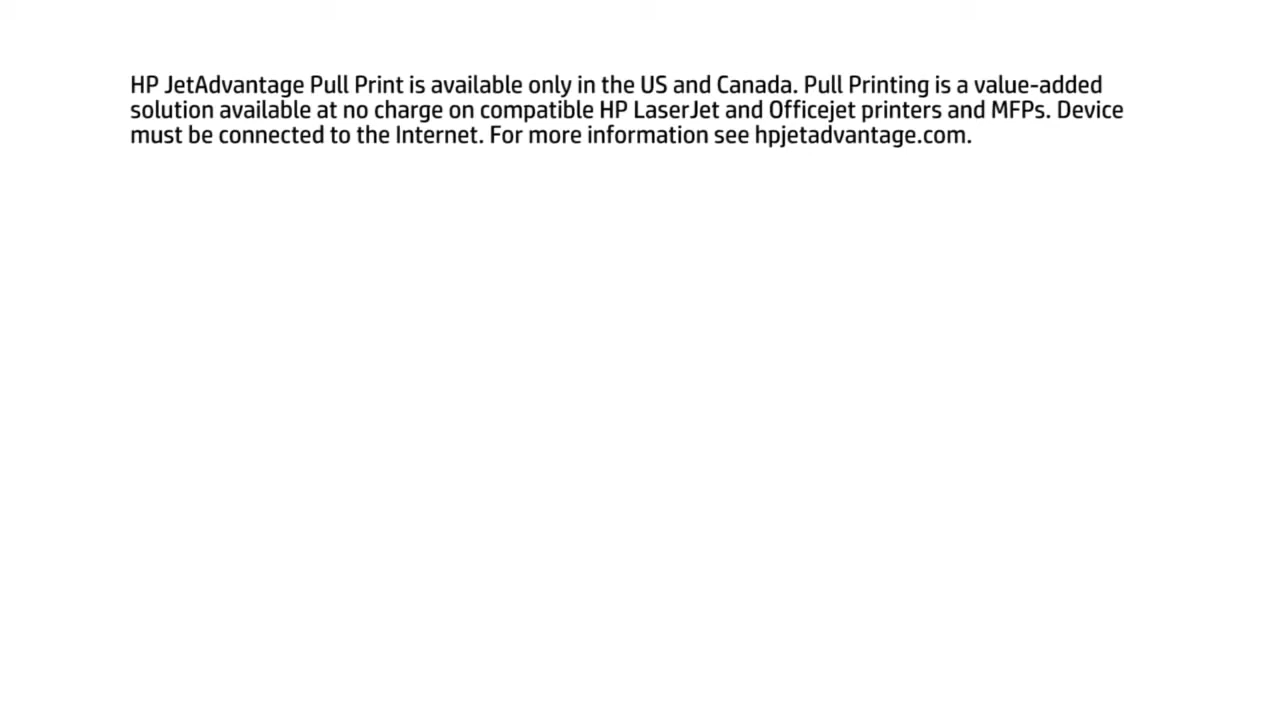 HP JetAdvantage Pull Print is available only in the US and Canada. Pull Printing is a value-added
solution available at no charge on compatible HP LaserJet and Officejet printers and MFPs. Device
must be connected to the Internet. For more information see hpjetadvantage.com.